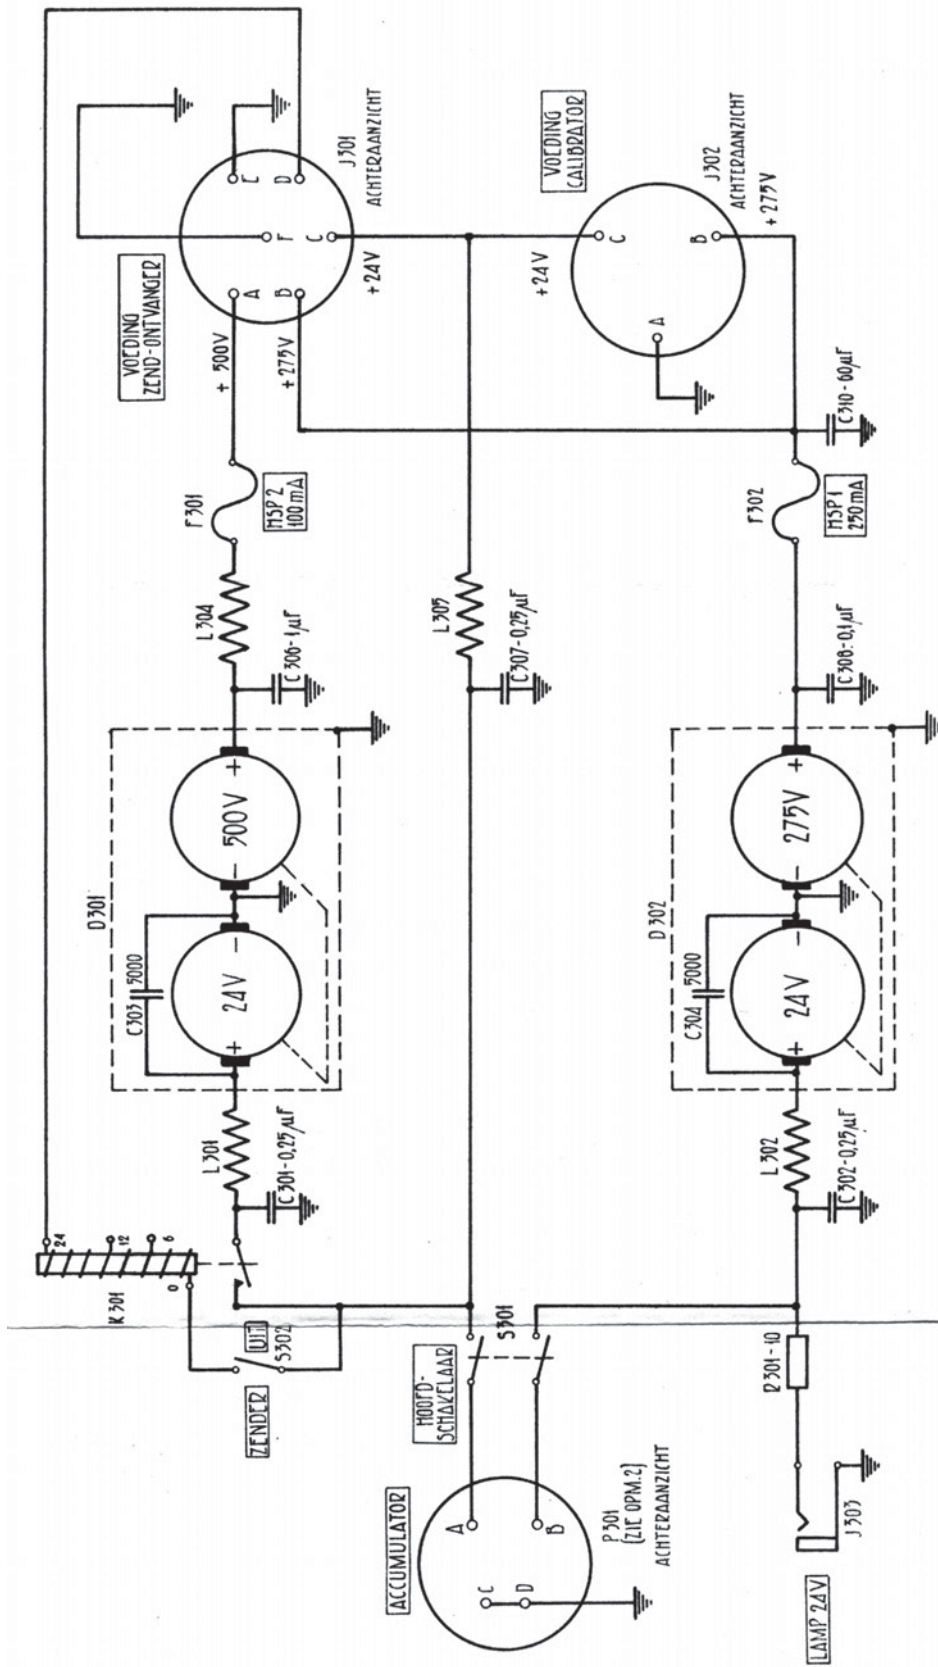 VOEDING
ZEND-ONTVANGER
VOEDING
CALIBRATOR
J301
ACHTERAANZICHT
J302
ACHTERAANZICHT
A
B
C
D
E
F
+ 500V
+275V
+24V
+24V
+275V
A
B
C
F301
MSP 2
100mA
F302
MSP1
250mA
C310-60µF
L304
C306-1µF
L305
C307-0,25µF
C308-0,1µF
D301
500V
- +
24V
+ -
C303 5000
D302
275V
- +
24V
+ -
C304 5000
L301
C301-0,25µF
L302
C302-0,25µF
K301
24
12
6
0
UIT
S302
ZENDER
HOOFD-
SCHAKELAAR
S301
R301-10
ACCUMULATOR
A
B
C
D
P301
(ZIE OPM.2)
ACHTERAANZICHT
J303
LAMP 24V